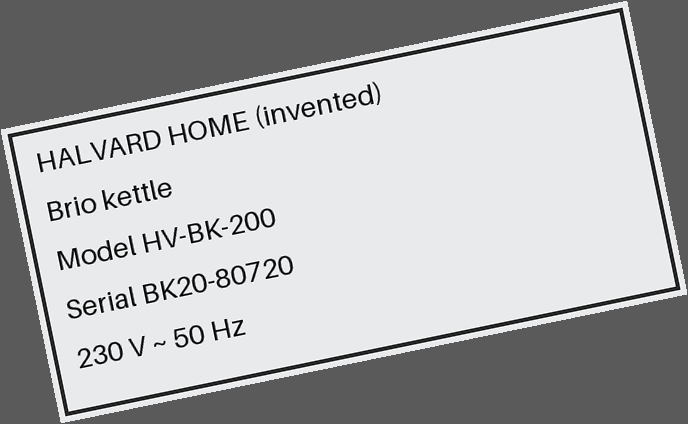 HALVARD HOME (invented)
Brio kettle
Model HV-BK-200
Serial BK20-80720
230 V ~ 50 Hz